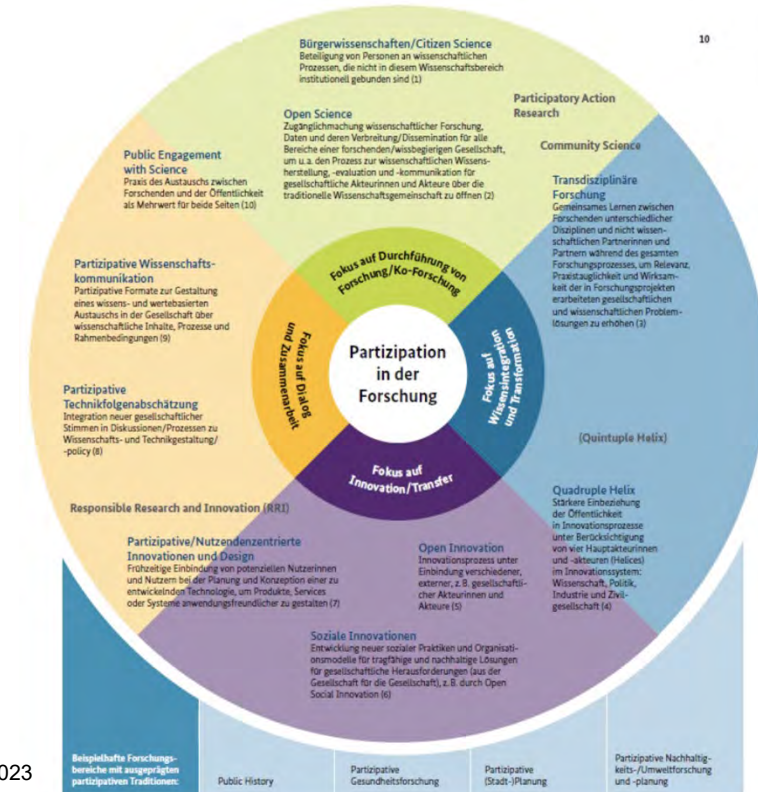 10
Bürgerwissenschaften/Citizen Science
Beteiligung von Personen an wissenschaftlichen
Prozessen, die nicht in diesem Wissenschaftsbereich
institutionell gebunden sind (1)
Participatory Action
Research
Open Science
Zugänglichmachung wissenschaftlicher Forschung,
Daten und deren Verbreitung/Dissemination für alle
Bereiche einer forschenden/wissbegierigen Gesellschaft,
um u. a. den Prozess zur wissenschaftlichen Wissens-
herstellung, -evaluation und -kommunikation für
gesellschaftliche Akteurinnen und Akteure über die
traditionelle Wissenschaftsgemeinschaft zu öffnen (2)
Community Science
Transdisziplinäre
Forschung
Gemeinsames Lernen zwischen
Forschenden unterschiedlicher
Disziplinen und nicht wissen-
schaftlichen Partnerinnen und
Partnern während des gesamten
Forschungsprozesses, um Relevanz,
Praxistauglichkeit und Wirksam-
keit der in Forschungsprojekten
erarbeiteten gesellschaftlichen
und wissenschaftlichen Problem-
lösungen zu erhöhen (3)
Public Engagement
with Science
Praxis des Austauschs zwischen
Forschenden und der Öffentlichkeit
als Mehrwert für beide Seiten (10)
Partizipative Wissenschafts-
kommunikation
Partizipative Formate zur Gestaltung
eines wissens- und wertebasierten
Austauschs in der Gesellschaft über
wissenschaftliche Inhalte, Prozesse und
Rahmenbedingungen (9)
Fokus auf Durchführung von
Forschung/Ko-Forschung
Fokus auf Dialog
und Zusammenarbeit
Partizipation
in der
Forschung
Fokus auf
Wissensintegration
und Transformation
Fokus auf
Innovation/Transfer
Partizipative
Technikfolgenabschätzung
Integration neuer gesellschaftlicher
Stimmen in Diskussionen/Prozessen zu
Wissenschafts- und Technikgestaltung/
-policy (8)
(Quintuple Helix)
Quadruple Helix
Stärkere Einbeziehung
der Öffentlichkeit
in Innovationsprozesse
unter Berücksichtigung
von vier Hauptakteurinnen
und -akteuren (Helices)
im Innovationssystem:
Wissenschaft, Politik,
Industrie und Zivil-
gesellschaft (4)
Responsible Research and Innovation (RRI)
Partizipative/Nutzendenzentrierte
Innovationen und Design
Frühzeitige Einbindung von potenziellen Nutzerinnen
und Nutzern bei der Planung und Konzeption einer zu
entwickelnden Technologie, um Produkte, Services
oder Systeme anwendungsfreundlicher zu gestalten (7)
Open Innovation
Innovationsprozess unter
Einbindung verschiedener,
externer, z. B. gesellschaftli-
cher Akteurinnen und
Akteure (5)
Soziale Innovationen
Entwicklung neuer sozialer Praktiken und Organisati-
onsmodelle für tragfähige und nachhaltige Lösungen
für gesellschaftliche Herausforderungen (aus der
Gesellschaft für die Gesellschaft), z. B. durch Open
Social Innovation (6)
Beispielhafte Forschungs-
bereiche mit ausgeprägten
partizipativen Traditionen:
Public History
Partizipative
Gesundheitsforschung
Partizipative
(Stadt-)Planung
Partizipative Nachhaltig-
keits-/Umweltforschung
und -planung